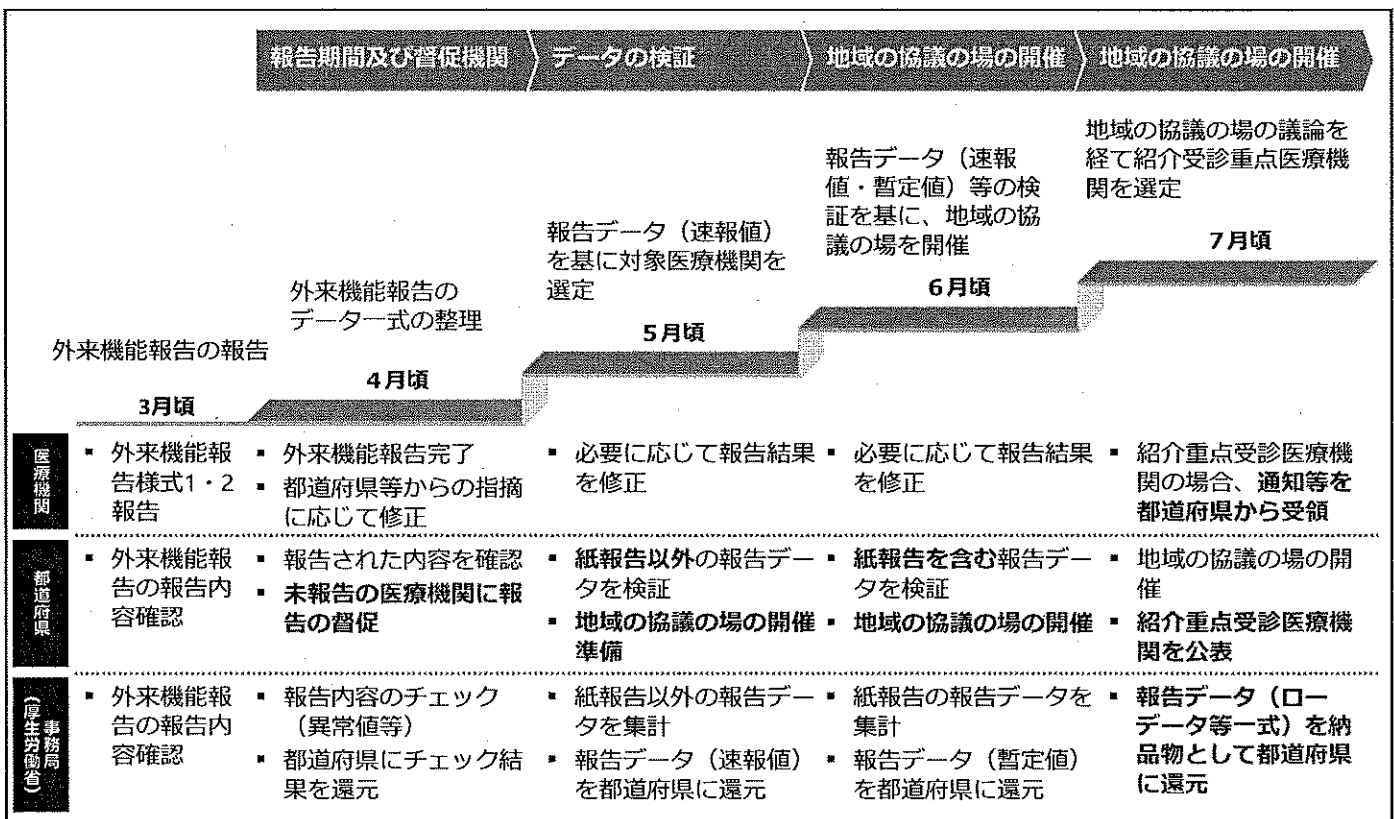 報告期間及び督促機関
データの検証
地域の協議の場の開催
地域の協議の場の開催
地域の協議の場の議論を
経て紹介受診重点医療機
関を選定
7月頃
報告データ（速報
値・暫定値）等の検
証を基に、地域の協
議の場を開催
6月頃
報告データ（速報値）
を基に対象医療機関を
選定
5月頃
外来機能報告の
データ一式の整理
4月頃
外来機能報告の報告
3月頃
医療機関
▪ 外来機能報
告様式1・2
報告
▪ 外来機能報告完了
▪ 都道府県等からの指摘
に応じて修正
▪ 必要に応じて報告結果
を修正
▪ 必要に応じて報告結果
を修正
▪ 紹介重点受診医療機
関の場合、通知等を
都道府県から受領
都道府県
▪ 外来機能報
告の報告内
容確認
▪ 報告された内容を確認
▪ 未報告の医療機関に報
告の督促
▪ 紙報告以外の報告デー
タを検証
▪ 地域の協議の場の開催
準備
▪ 紙報告を含む報告デー
タを検証
▪ 地域の協議の場の開催
▪ 地域の協議の場の開
催
▪ 紹介重点受診医療機
関を公表
事務局
（厚生労働省）
▪ 外来機能報
告の報告内
容確認
▪ 報告内容のチェック
（異常値等）
▪ 都道府県にチェック結
果を還元
▪ 紙報告以外の報告デー
タを集計
▪ 報告データ（速報値）
を都道府県に還元
▪ 紙報告の報告データを
集計
▪ 報告データ（暫定値）
を都道府県に還元
▪ 報告データ（ロー
データ等一式）を納
品物として都道府県
に還元